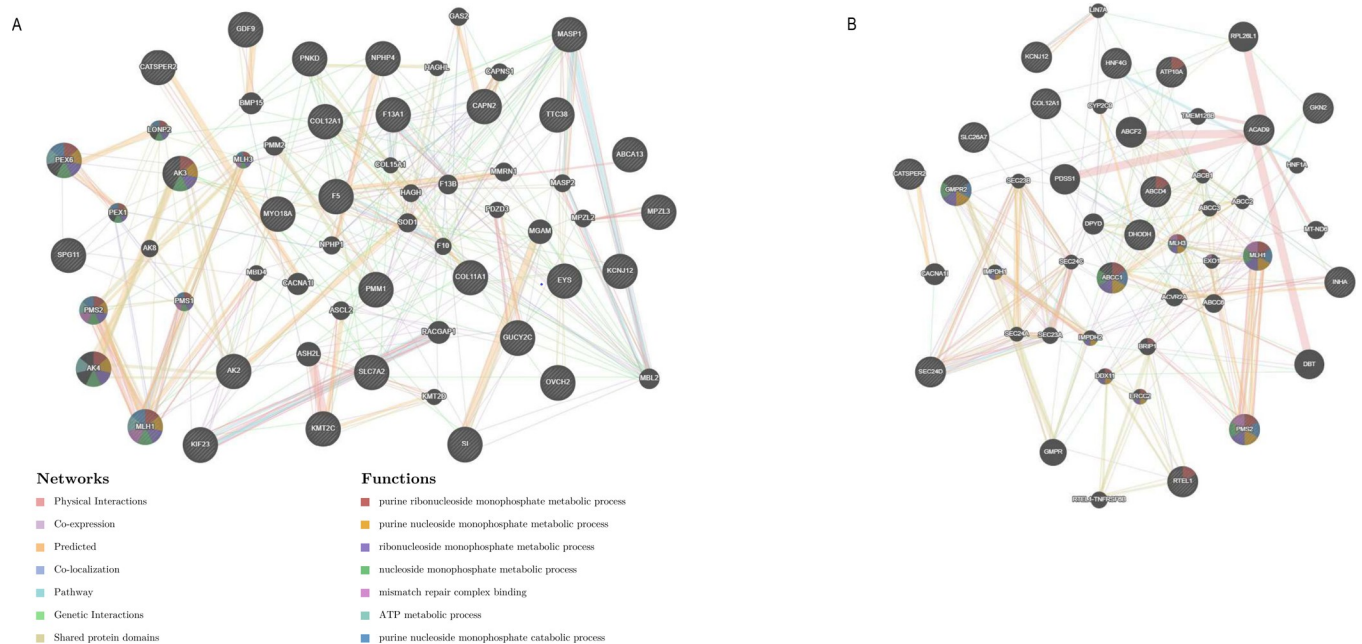 A
GAS2
GDF9
MASP1
CATSPER2
PNKD
NPHP4
HAGHL
CAPNS1
BMP15
CAPN2
COL12A1
F13A1
TTC38
LONP2
PEX6
MLH3
PMM2
ABCA13
AK3
COL15A1
MMRN1
F5
HAGH
F13B
MASP2
PEX1
MYO18A
SOD1
PDZD3
MPZL2
MPZL3
MGAM
AK8
NPHP1
F10
SPG11
MBD4
CACNA1I
COL11A1
KCNJ12
EYS
PMM1
PMS2
PMS1
ASCL2
RACGAP1
GUCY2C
ASH2L
AK4
AK2
SLC7A2
OVCH2
MBL2
KMT2B
MLH1
KMT2C
KIF23
SI
Networks
Physical Interactions
Co-expression
Predicted
Co-localization
Pathway
Genetic Interactions
Shared protein domains
Functions
purine ribonucleoside monophosphate metabolic process
purine nucleoside monophosphate metabolic process
ribonucleoside monophosphate metabolic process
nucleoside monophosphate metabolic process
mismatch repair complex binding
ATP metabolic process
purine nucleoside monophosphate catabolic process
B
LIN7A
RPL26L1
KCNJ12
HNF4G
ATP10A
COL12A1
GKN2
TMEM126B
SLC26A7
ABCF2
ACAD9
HNF1A
CATSPER2
GMPR2
SEC23B
PDSS1
ABCD4
ABCB1
ABCC3
ABCC2
DPYD
DHODH
MT-ND6
MLH3
MLH1
CACNA1I
IMPDH1
SEC24C
EXO1
ABCC1
INHA
ACVR2A
ABCC6
SEC24A
SEC23A
IMPDH2
BRIP1
SEC24D
DDX11
DBT
ERCC2
GMPR
PMS2
RTEL1